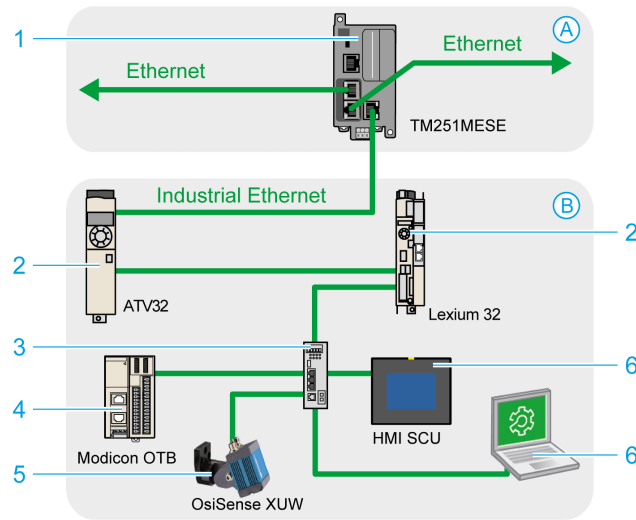 1
A
Ethernet
Ethernet
TM251MESE
Industrial Ethernet
B
2
2
ATV32
Lexium 32
3
6
4
HMI SCU
Modicon OTB
6
5
OsiSense XUW